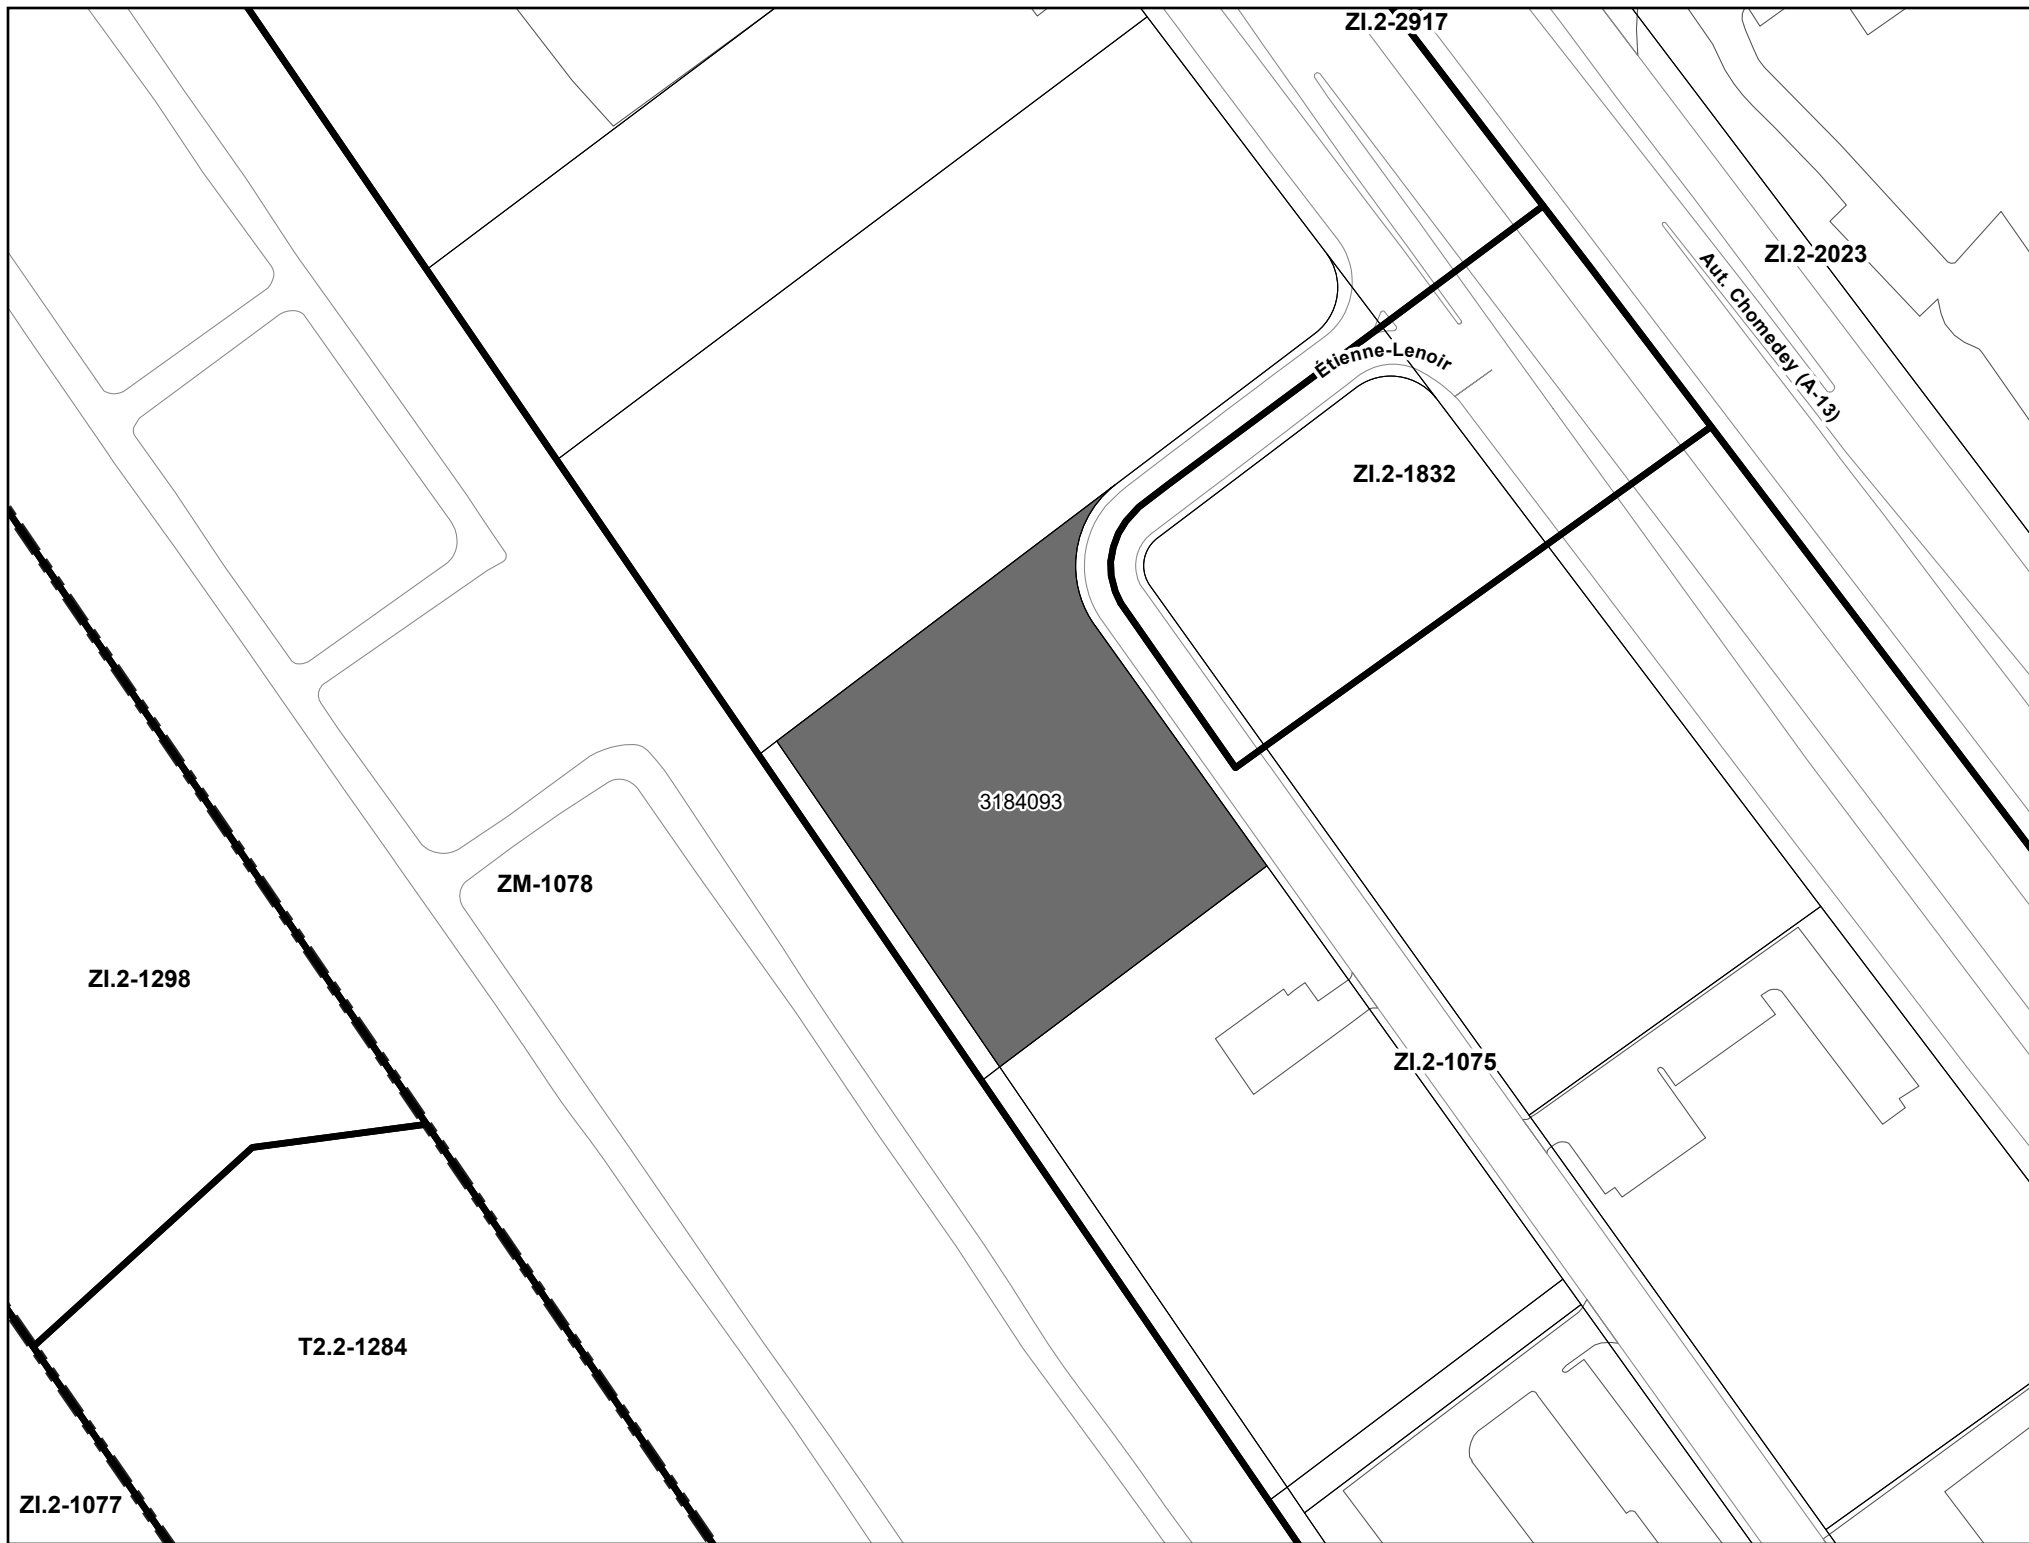 ZI.2-2917
ZI.2-2023
Aut. Chomedey (A-13)
Étienne-Lenoir
ZI.2-1832
3184093
ZM-1078
ZI.2-1298
ZI.2-1075
T2.2-1284
ZI.2-1077